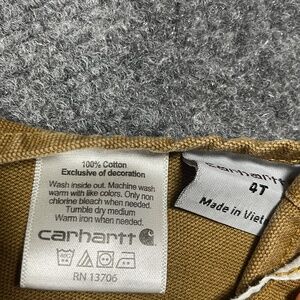 100% Cotton
Exclusive of decoration
Wash inside out. Machine wash
warm with like colors. Only non
chlorine bleach when needed.
Tumble dry medium
Warm iron when needed.
carhartt
RN 13706
carhartt
4T
Made in Viet